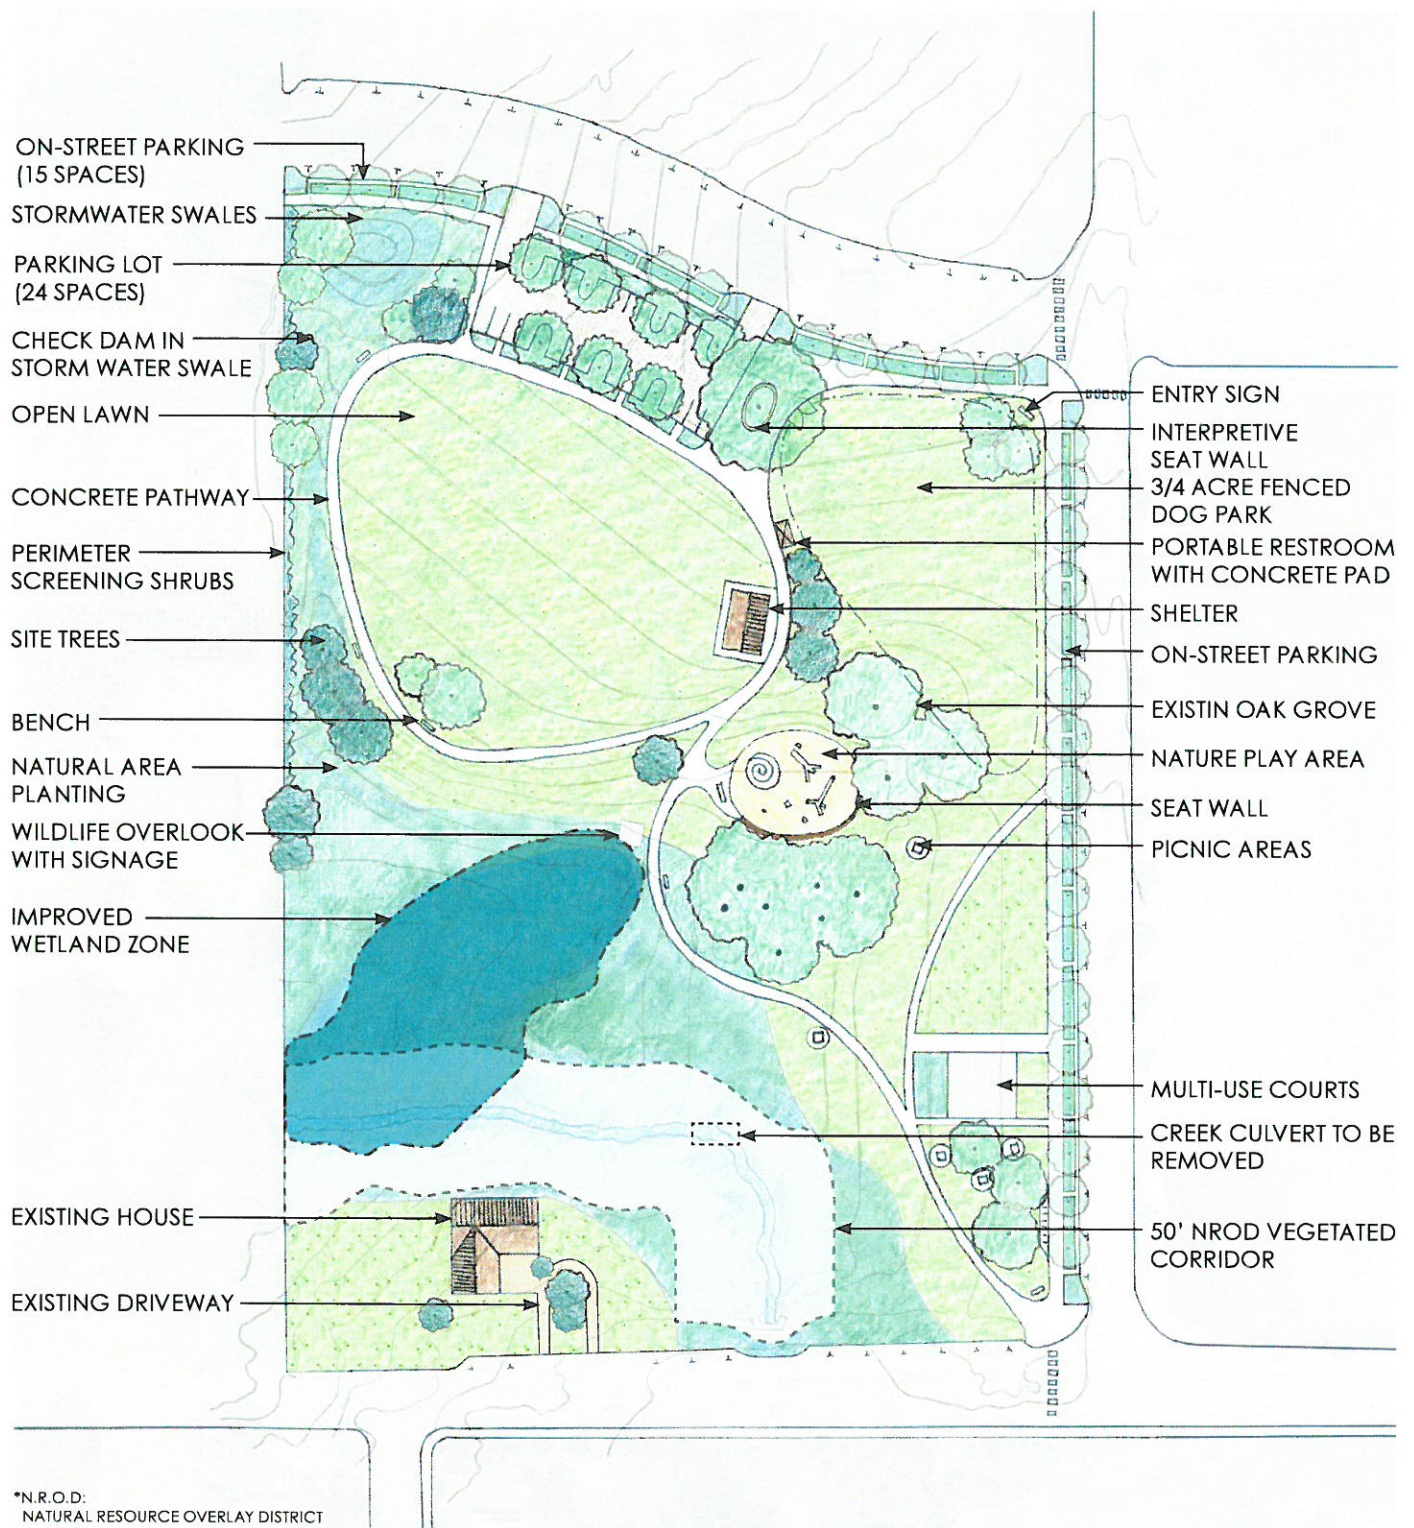 ON-STREET PARKING
(15 SPACES)
STORMWATER SWALES
PARKING LOT
(24 SPACES)
CHECK DAM IN
STORM WATER SWALE
OPEN LAWN
CONCRETE PATHWAY
PERIMETER
SCREENING SHRUBS
SITE TREES
BENCH
NATURAL AREA
PLANTING
WILDLIFE OVERLOOK
WITH SIGNAGE
IMPROVED
WETLAND ZONE
EXISTING HOUSE
EXISTING DRIVEWAY
ENTRY SIGN
INTERPRETIVE
SEAT WALL
3/4 ACRE FENCED
DOG PARK
PORTABLE RESTROOM
WITH CONCRETE PAD
SHELTER
ON-STREET PARKING
EXISTIN OAK GROVE
NATURE PLAY AREA
SEAT WALL
PICNIC AREAS
MULTI-USE COURTS
CREEK CULVERT TO BE
REMOVED
50' NROD VEGETATED
CORRIDOR
*N.R.O.D:
NATURAL RESOURCE OVERLAY DISTRICT